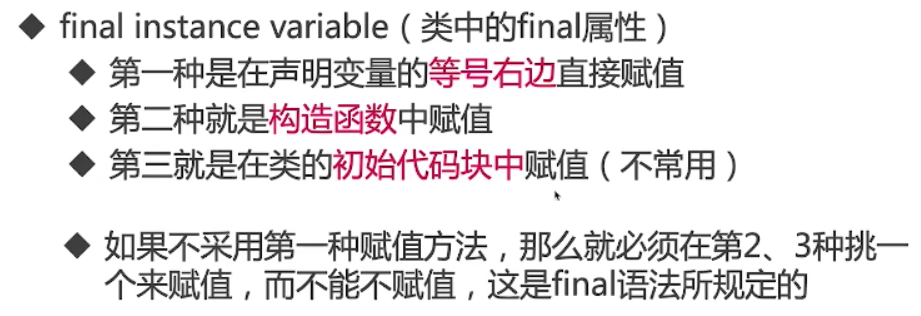 ◆ final instance variable（类中的final属性）
◆ 第一种是在声明变量的等号右边直接赋值
◆ 第二种就是构造函数中赋值
◆ 第三就是在类的初始代码块中赋值（不常用）
◆ 如果不采用第一种赋值方法，那么就必须在第2、3种挑一
个来赋值，而不能不赋值，这是final语法所规定的